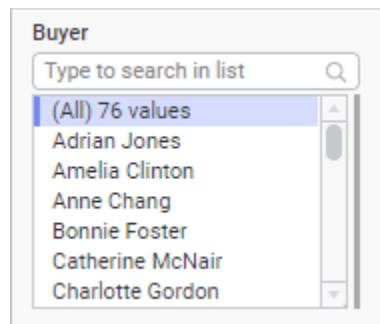 Buyer
Type to search in list
(All) 76 values
Adrian Jones
Amelia Clinton
Anne Chang
Bonnie Foster
Catherine McNair
Charlotte Gordon